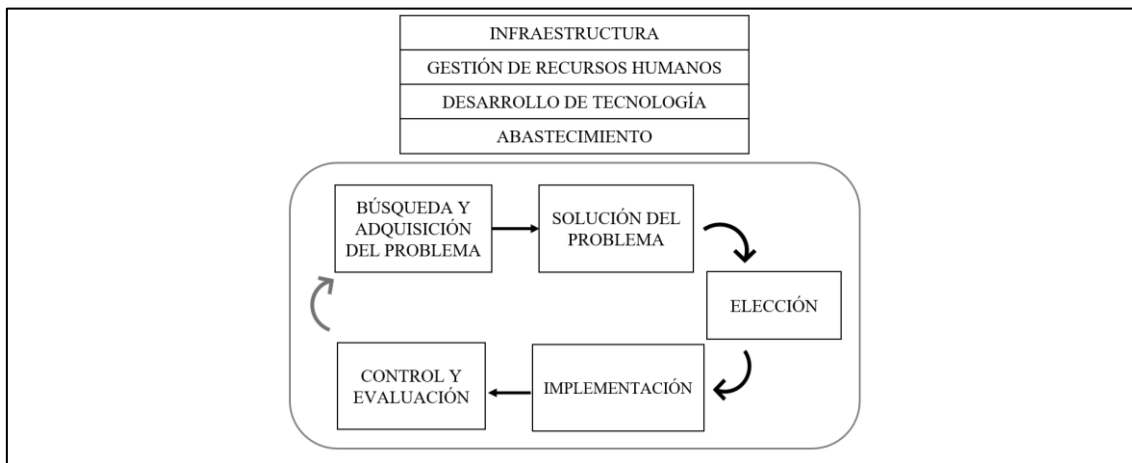 INFRAESTRUCTURA
GESTIÓN DE RECURSOS HUMANOS
DESARROLLO DE TECNOLOGÍA
ABASTECIMIENTO
BÚSQUEDA Y
ADQUISICIÓN
DEL PROBLEMA
SOLUCIÓN DEL
PROBLEMA
ELECCIÓN
IMPLEMENTACIÓN
CONTROL Y
EVALUACIÓN